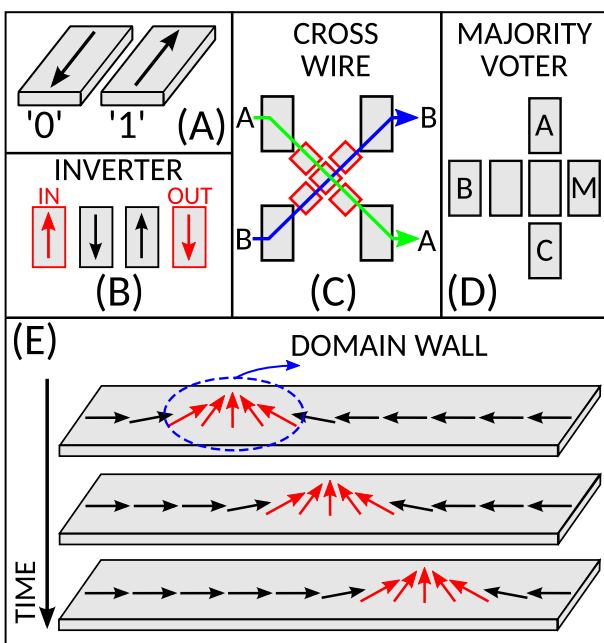 '0'
'1'
(A)
INVERTER
IN
OUT
(B)
CROSS
WIRE
A
B
B
A
(C)
MAJORITY
VOTER
A
B
M
C
(D)
(E)
DOMAIN WALL
TIME